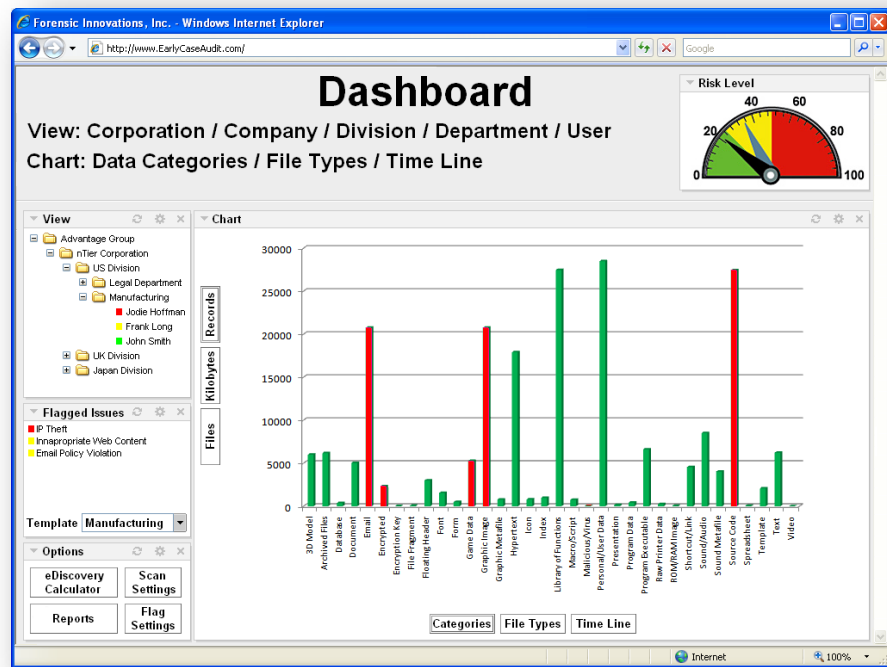 Forensic Innovations, Inc. - Windows Internet Explorer
http://www.EarlyCaseAudit.com/
Google
Dashboard
View: Corporation / Company / Division / Department / User
Chart: Data Categories / File Types / Time Line
Risk Level
0
20
40
60
80
100
View
Advantage Group
nTier Corporation
US Division
Legal Department
Manufacturing
Jodie Hoffman
Frank Long
John Smith
UK Division
Japan Division
Flagged Issues
IP Theft
Innapropriate Web Content
Email Policy Violation
Template Manufacturing
Options
eDiscovery
Calculator
Scan
Settings
Reports
Flag
Settings
Chart
Records
Kilobytes
Files
30000
25000
20000
15000
10000
5000
0
3D Model
Archived Files
Database
Document
Email
Encrypted
Encryption Key
File Fragment
Floating Header
Font
Form
Game Data
Graphic Image
Graphic Metafile
Hypertext
Icon
Index
Library of Functions
Macro/Script
Malicious/Virus
Personal/User Data
Presentation
Program Data
Program Executable
Raw Printer Data
ROM/RAM Image
Shortcut/Link
Sound/Audio
Sound Metafile
Source Code
Spreadsheet
Template
Text
Video
Categories
File Types
Time Line
Internet
100%